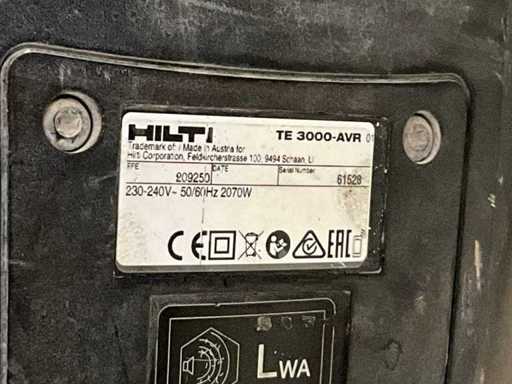 HILTI TE 3000-AVR 01
Trademark of / Made in Austria for
Hilti Corporation, Feldkircherstrasse 100, 9494 Schaan, LI
DATE Serial Number
209250 61528
230-240V~ 50/60Hz 2070W
CE EAC
LWA